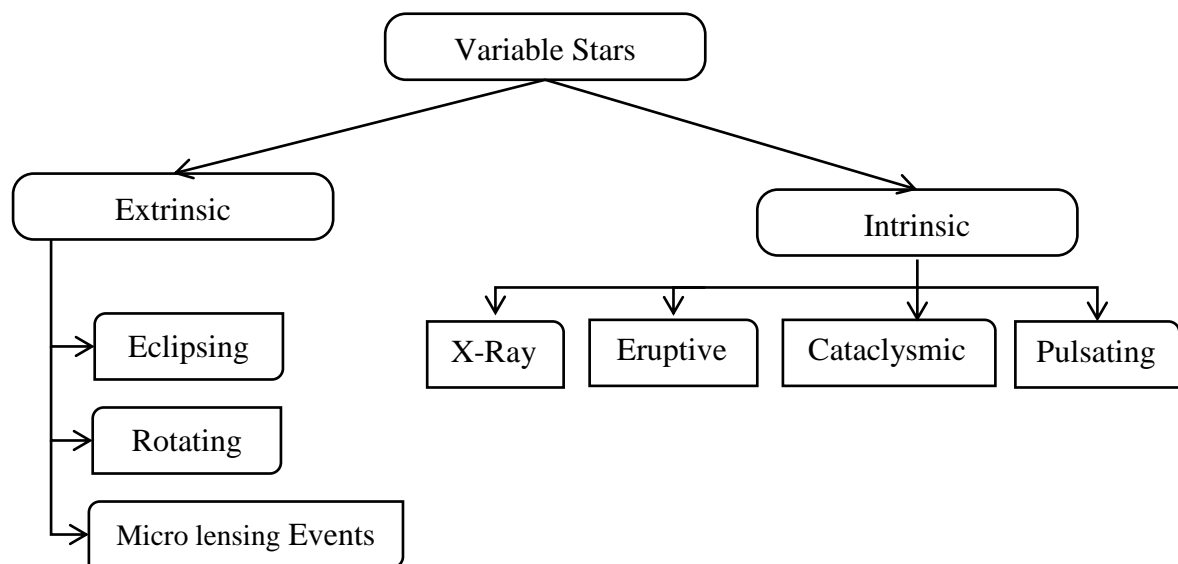 Variable Stars
Extrinsic
Intrinsic
Eclipsing
Rotating
Micro lensing Events
X-Ray
Eruptive
Cataclysmic
Pulsating